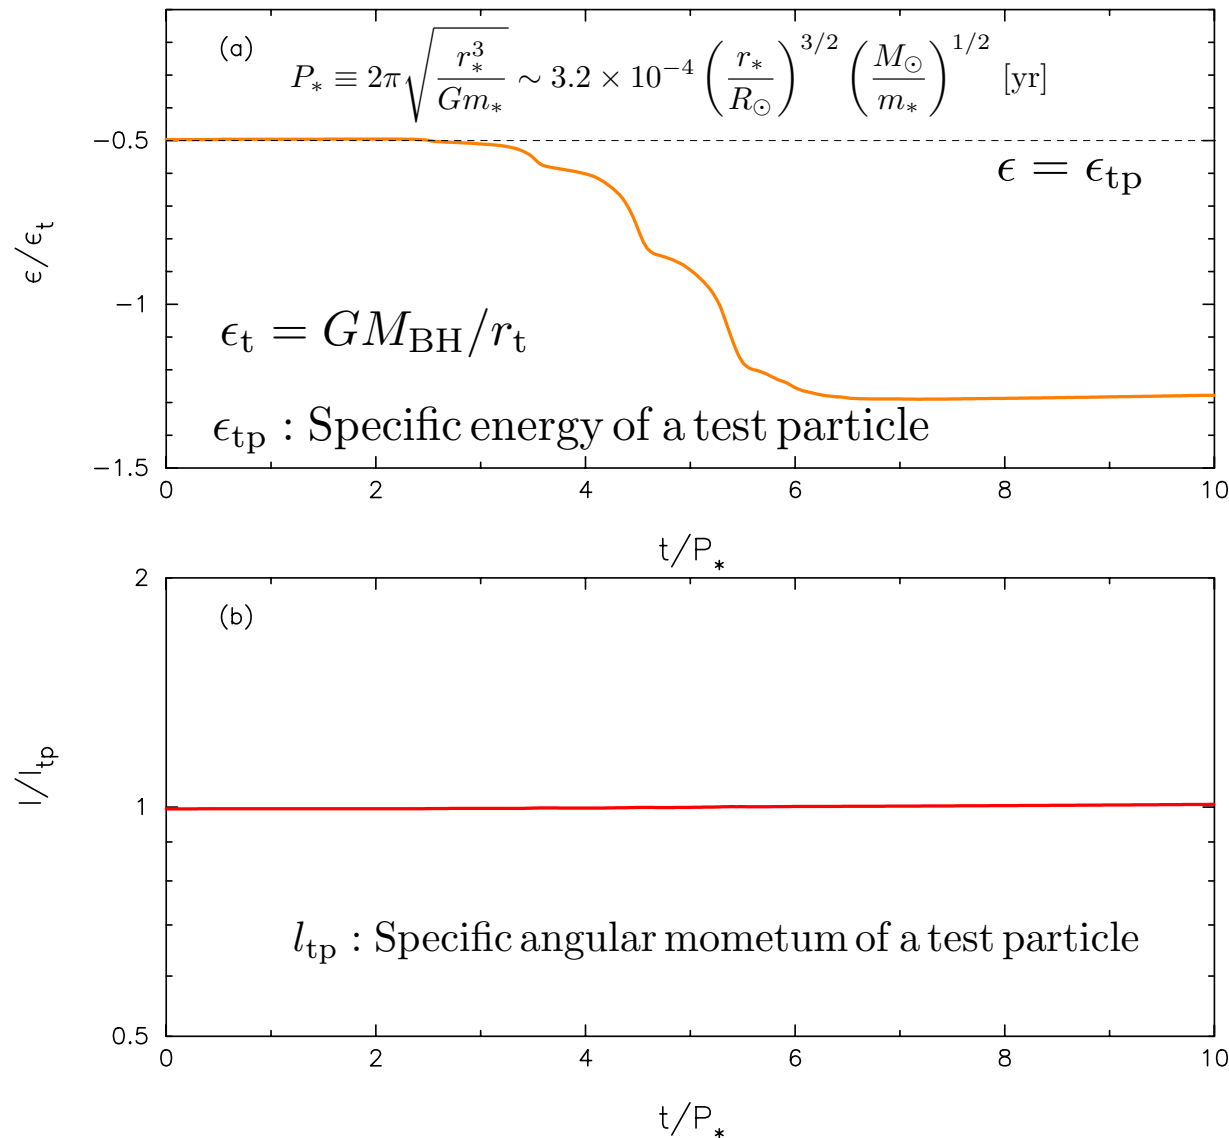 (a)
P_* ≡ 2π√(r_*^3/Gm_*) ∼ 3.2 × 10^{-4} (r_*/R_⊙)^{3/2} (M_⊙/m_*)^{1/2} [yr]
−0.5
ϵ = ϵ_tp
ϵ/ϵ_t
−1
ϵ_t = GM_BH/r_t
ϵ_tp : Specific energy of a test particle
−1.5
0 2 4 6 8 10
t/P_*
2
(b)
l/l_tp
1
l_tp : Specific angular mometum of a test particle
0.5
0 2 4 6 8 10
t/P_*